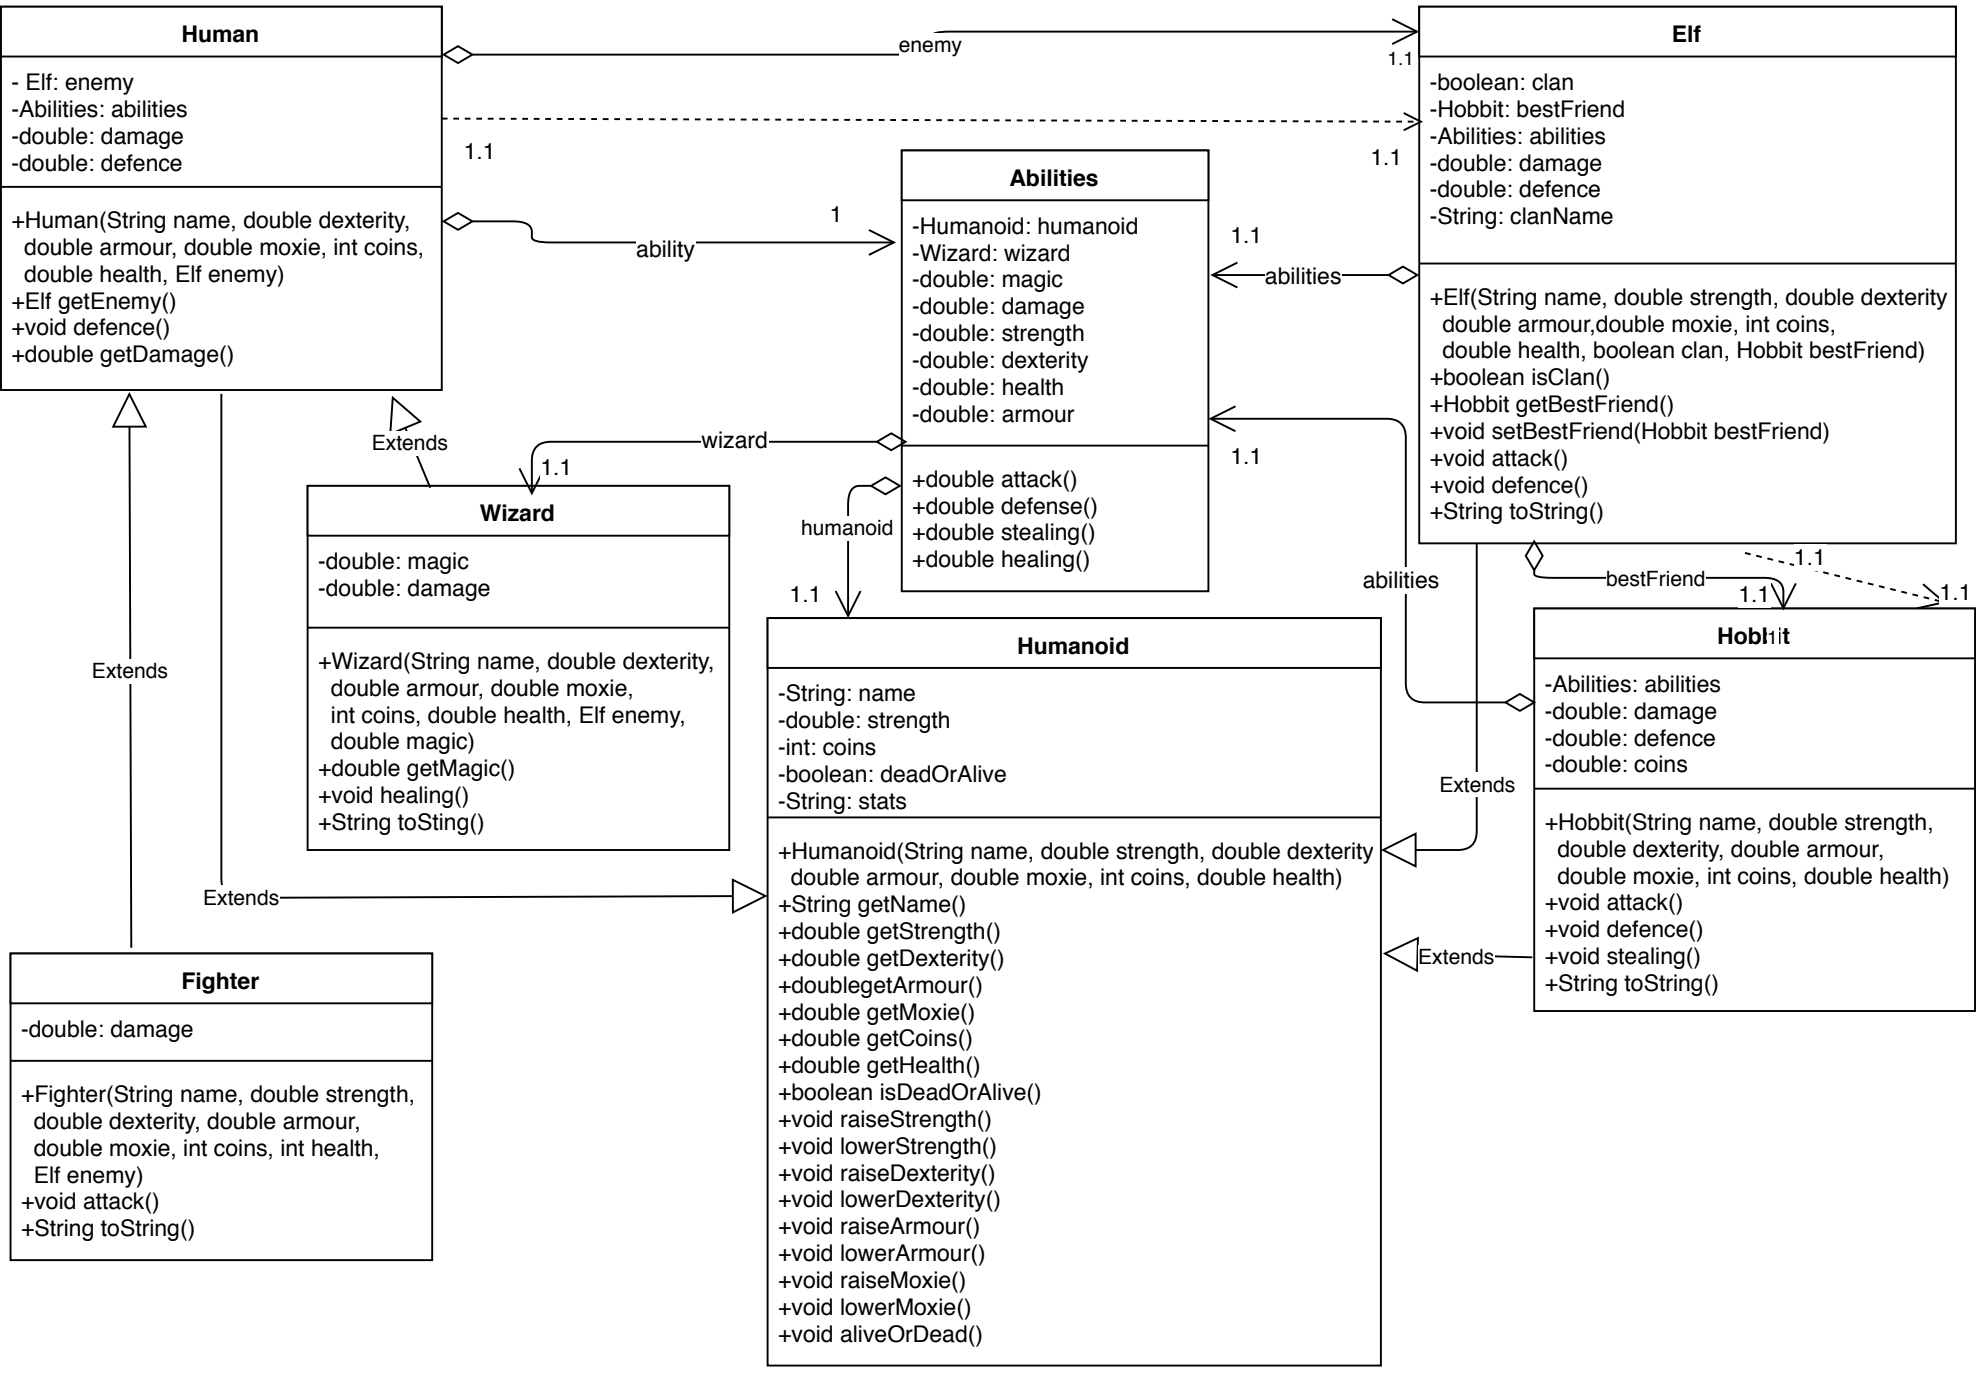 Human
- Elf: enemy
-Abilities: abilities
-double: damage
-double: defence
+Human(String name, double dexterity,
double armour, double moxie, int coins,
double health, Elf enemy)
+Elf getEnemy()
+void defence()
+double getDamage()
enemy
1.1
1.1
1.1
ability
1
Elf
-boolean: clan
-Hobbit: bestFriend
-Abilities: abilities
-double: damage
-double: defence
-String: clanName
+Elf(String name, double strength, double dexterity
double armour,double moxie, int coins,
double health, boolean clan, Hobbit bestFriend)
+boolean isClan()
+Hobbit getBestFriend()
+void setBestFriend(Hobbit bestFriend)
+void attack()
+void defence()
+String toString()
Abilities
-Humanoid: humanoid
-Wizard: wizard
-double: magic
-double: damage
-double: strength
-double: dexterity
-double: health
-double: armour
+double attack()
+double defense()
+double stealing()
+double healing()
1.1
abilities
1.1
abilities
wizard
1.1
humanoid
1.1
Extends
Wizard
-double: magic
-double: damage
+Wizard(String name, double dexterity,
double armour, double moxie,
int coins, double health, Elf enemy,
double magic)
+double getMagic()
+void healing()
+String toSting()
bestFriend
1.1
1.1
1.1
Humanoid
-String: name
-double: strength
-int: coins
-boolean: deadOrAlive
-String: stats
+Humanoid(String name, double strength, double dexterity
double armour, double moxie, int coins, double health)
+String getName()
+double getStrength()
+double getDexterity()
+doublegetArmour()
+double getMoxie()
+double getCoins()
+double getHealth()
+boolean isDeadOrAlive()
+void raiseStrength()
+void lowerStrength()
+void raiseDexterity()
+void lowerDexterity()
+void raiseArmour()
+void lowerArmour()
+void raiseMoxie()
+void lowerMoxie()
+void aliveOrDead()
Hobbit
-Abilities: abilities
-double: damage
-double: defence
-double: coins
+Hobbit(String name, double strength,
double dexterity, double armour,
double moxie, int coins, double health)
+void attack()
+void defence()
+void stealing()
+String toString()
Extends
Extends
Extends
Extends
Fighter
-double: damage
+Fighter(String name, double strength,
double dexterity, double armour,
double moxie, int coins, int health,
Elf enemy)
+void attack()
+String toString()